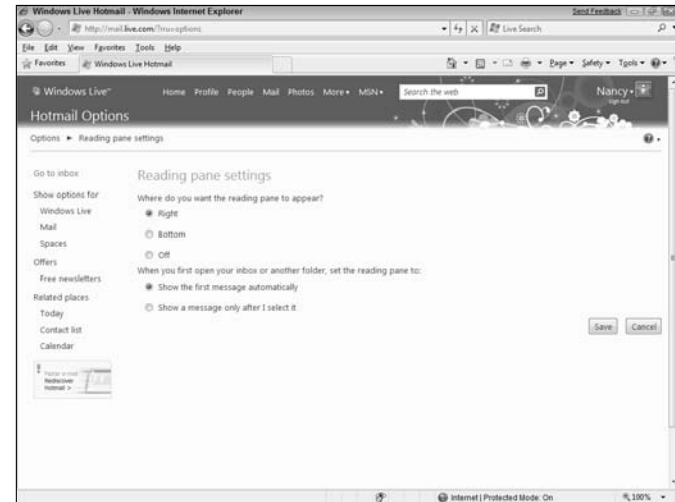 Windows Live Hotmail - Windows Internet Explorer
Send Feedback
http://mail.live.com/?rru=options
Live Search
File Edit View Favorites Tools Help
Favorites Windows Live Hotmail
Page Safety Tools
Windows Live™ Home Profile People Mail Photos More MSN Search the web Nancy
sign out
Hotmail Options
Options ► Reading pane settings
Go to inbox
Show options for
Windows Live
Mail
Spaces
Offers
Free newsletters
Related places
Today
Contact list
Calendar
Rediscover
Hotmail >
Reading pane settings
Where do you want the reading pane to appear?
Right
Bottom
Off
When you first open your inbox or another folder, set the reading pane to:
Show the first message automatically
Show a message only after I select it
Save Cancel
Internet | Protected Mode: On 100%